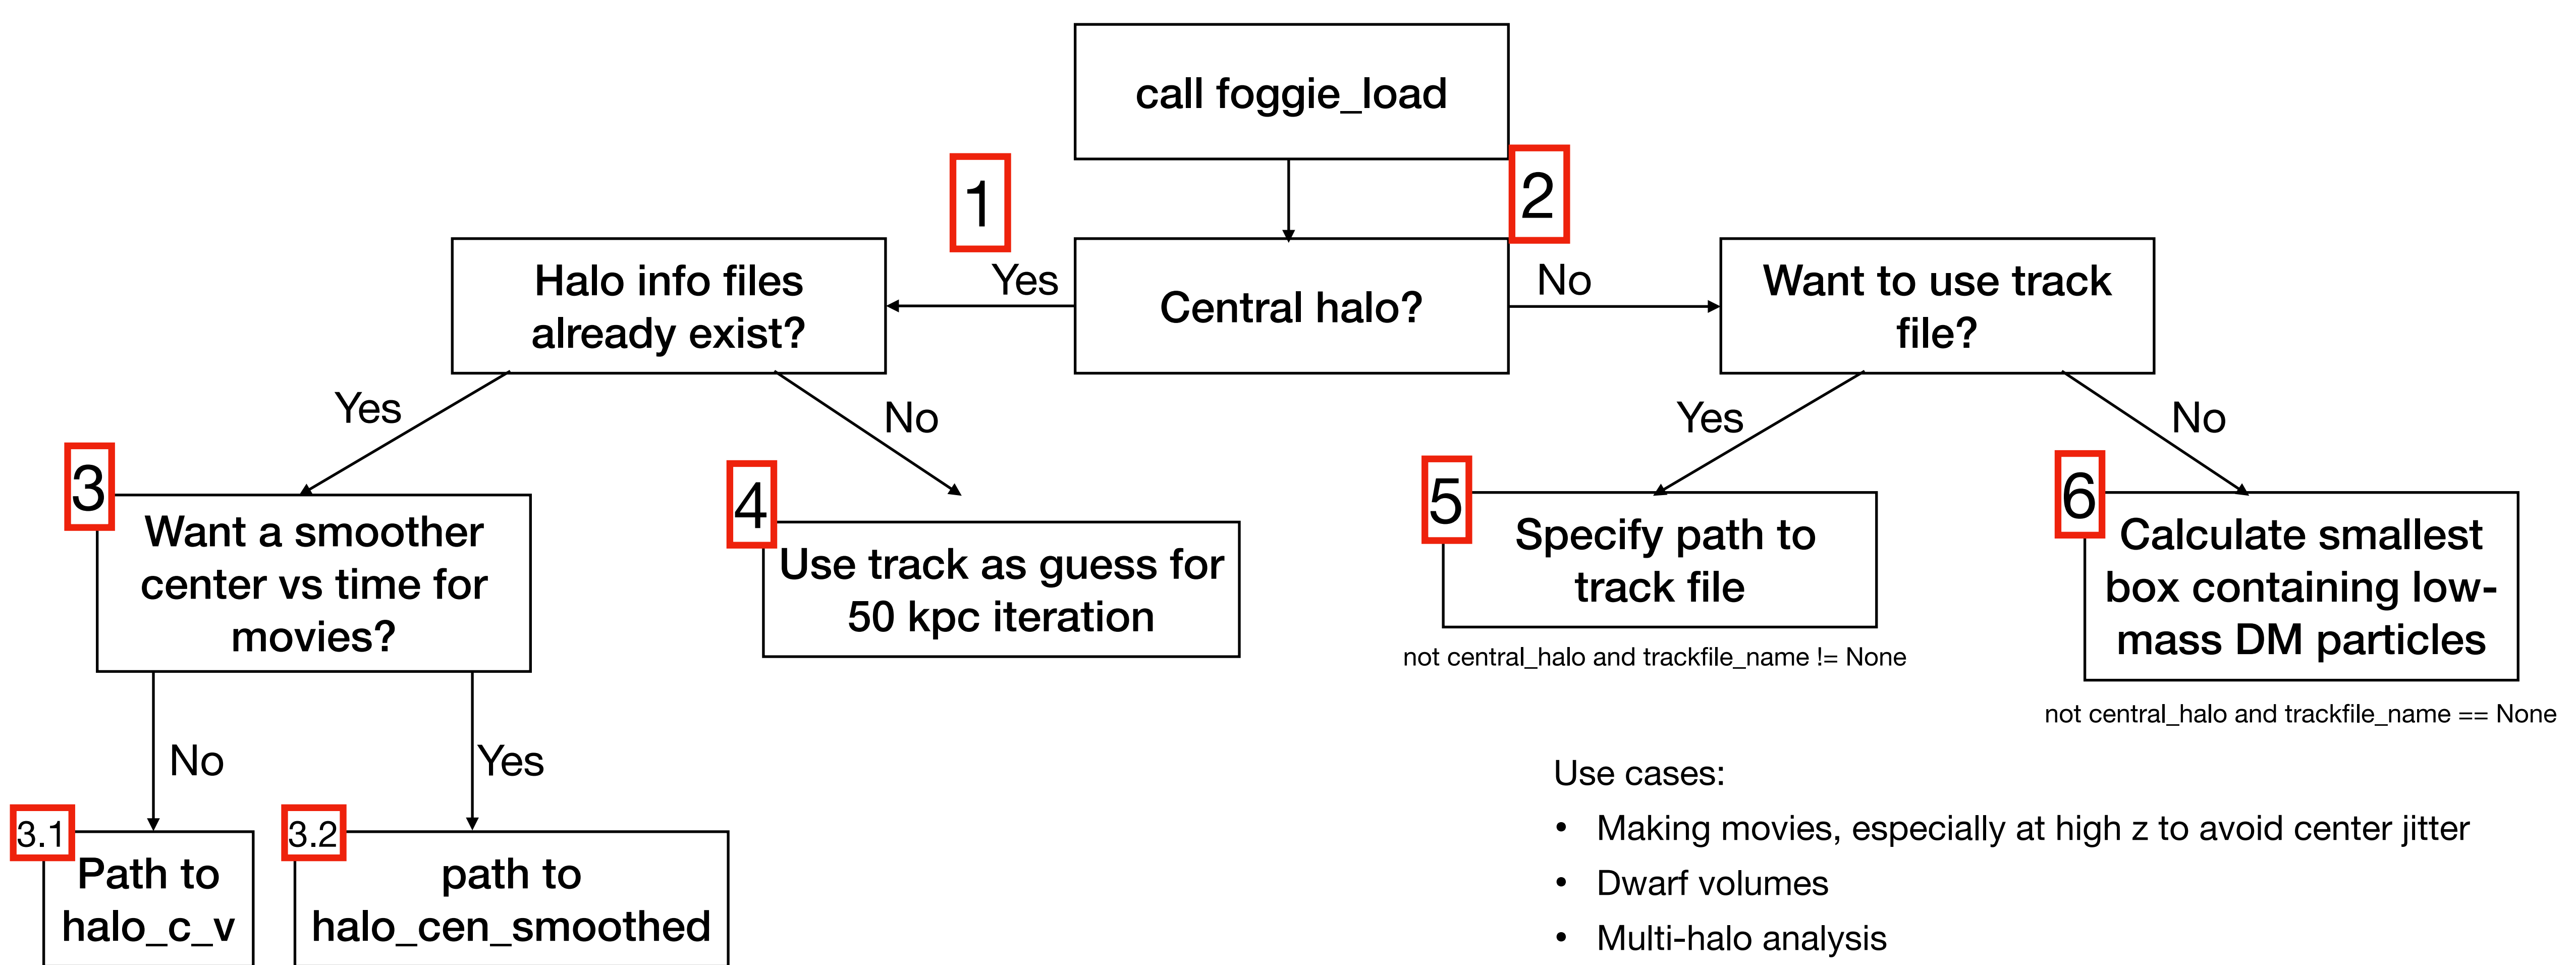 call foggie_load
1
2
Halo info files
already exist?
Yes
Central halo?
No
Want to use track
file?
Yes
No
Yes
No
3
Want a smoother
center vs time for
movies?
4
Use track as guess for
50 kpc iteration
5
Specify path to
track file
not central_halo and trackfile_name != None
6
Calculate smallest
box containing low-
mass DM particles
not central_halo and trackfile_name == None
No
Yes
3.1
Path to
halo_c_v
3.2
path to
halo_cen_smoothed
Use cases:
• Making movies, especially at high z to avoid center jitter
• Dwarf volumes
• Multi-halo analysis